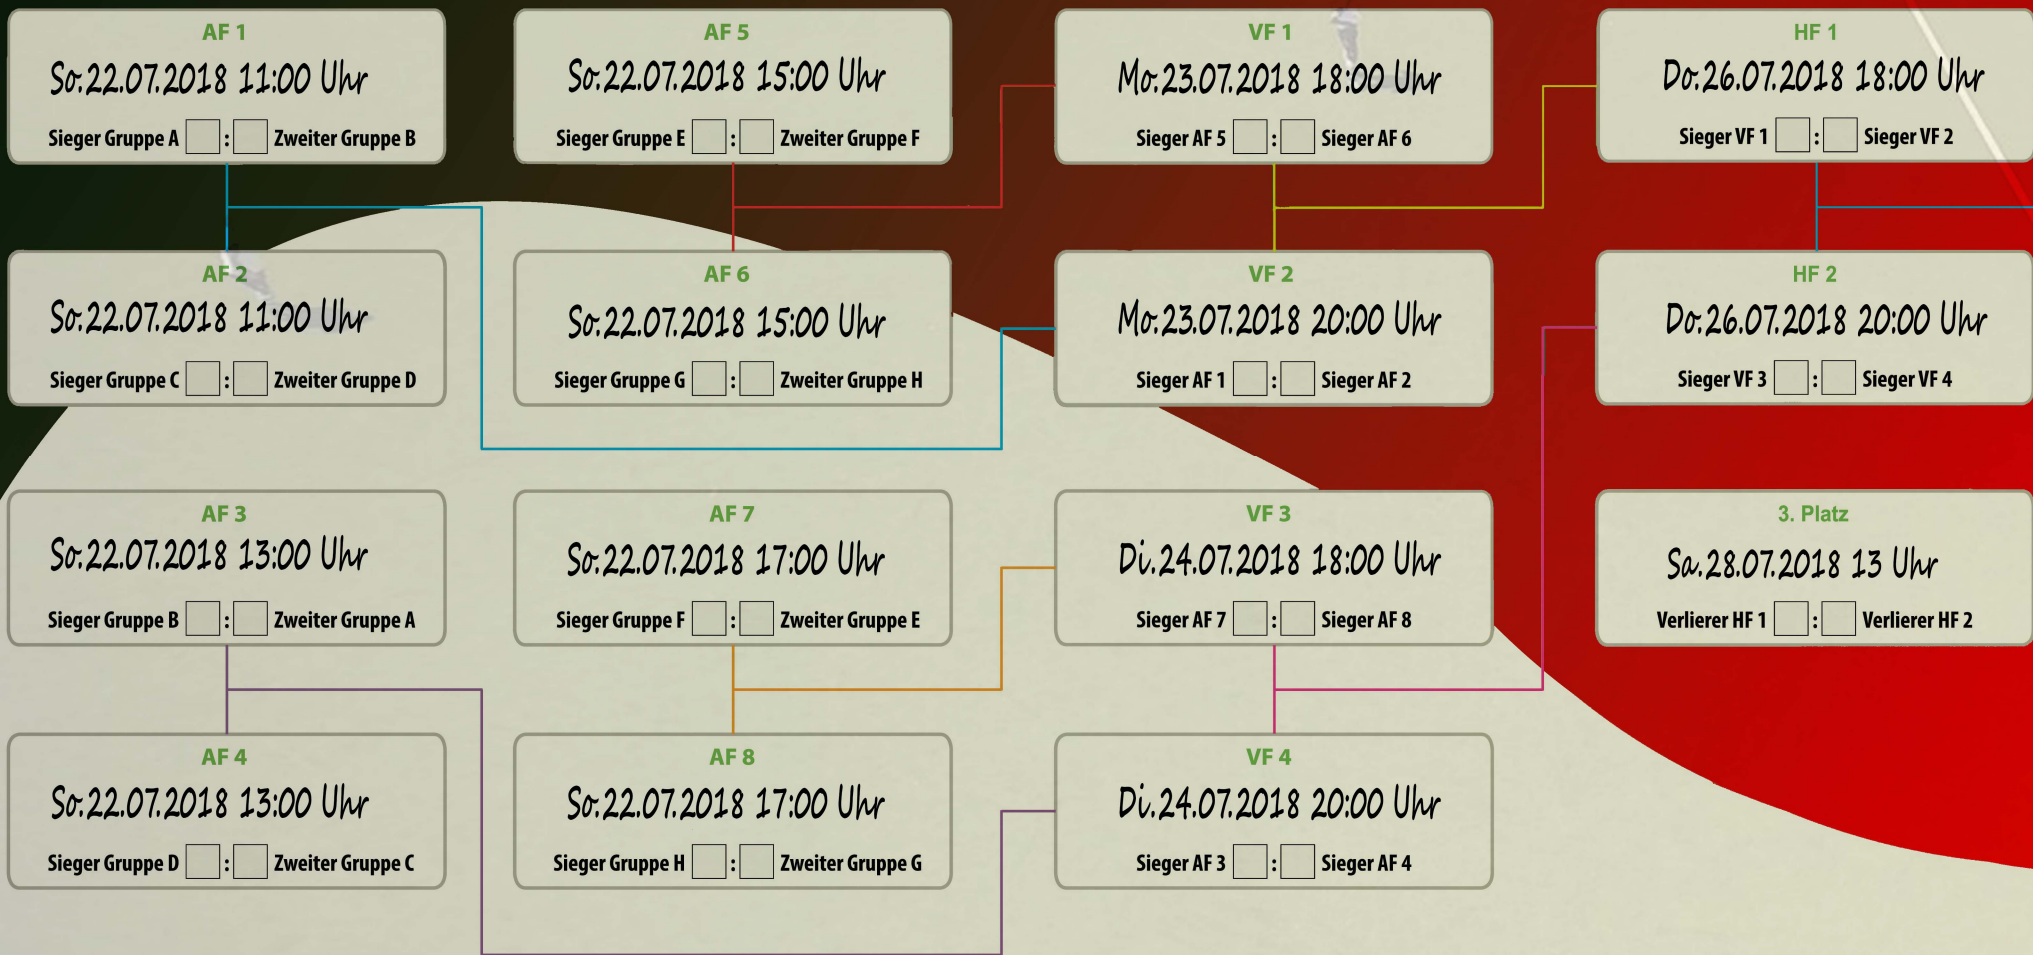 AF 1
So.22.07.2018 11:00 Uhr
Sieger Gruppe A : Zweiter Gruppe B
AF 2
So.22.07.2018 11:00 Uhr
Sieger Gruppe C : Zweiter Gruppe D
AF 3
So.22.07.2018 13:00 Uhr
Sieger Gruppe B : Zweiter Gruppe A
AF 4
So.22.07.2018 13:00 Uhr
Sieger Gruppe D : Zweiter Gruppe C
AF 5
So.22.07.2018 15:00 Uhr
Sieger Gruppe E : Zweiter Gruppe F
AF 6
So.22.07.2018 15:00 Uhr
Sieger Gruppe G : Zweiter Gruppe H
AF 7
So.22.07.2018 17:00 Uhr
Sieger Gruppe F : Zweiter Gruppe E
AF 8
So.22.07.2018 17:00 Uhr
Sieger Gruppe H : Zweiter Gruppe G
VF 1
Mo.23.07.2018 18:00 Uhr
Sieger AF 5 : Sieger AF 6
VF 2
Mo.23.07.2018 20:00 Uhr
Sieger AF 1 : Sieger AF 2
VF 3
Di.24.07.2018 18:00 Uhr
Sieger AF 7 : Sieger AF 8
VF 4
Di.24.07.2018 20:00 Uhr
Sieger AF 3 : Sieger AF 4
HF 1
Do.26.07.2018 18:00 Uhr
Sieger VF 1 : Sieger VF 2
HF 2
Do.26.07.2018 20:00 Uhr
Sieger VF 3 : Sieger VF 4
3. Platz
Sa.28.07.2018 13 Uhr
Verlierer HF 1 : Verlierer HF 2